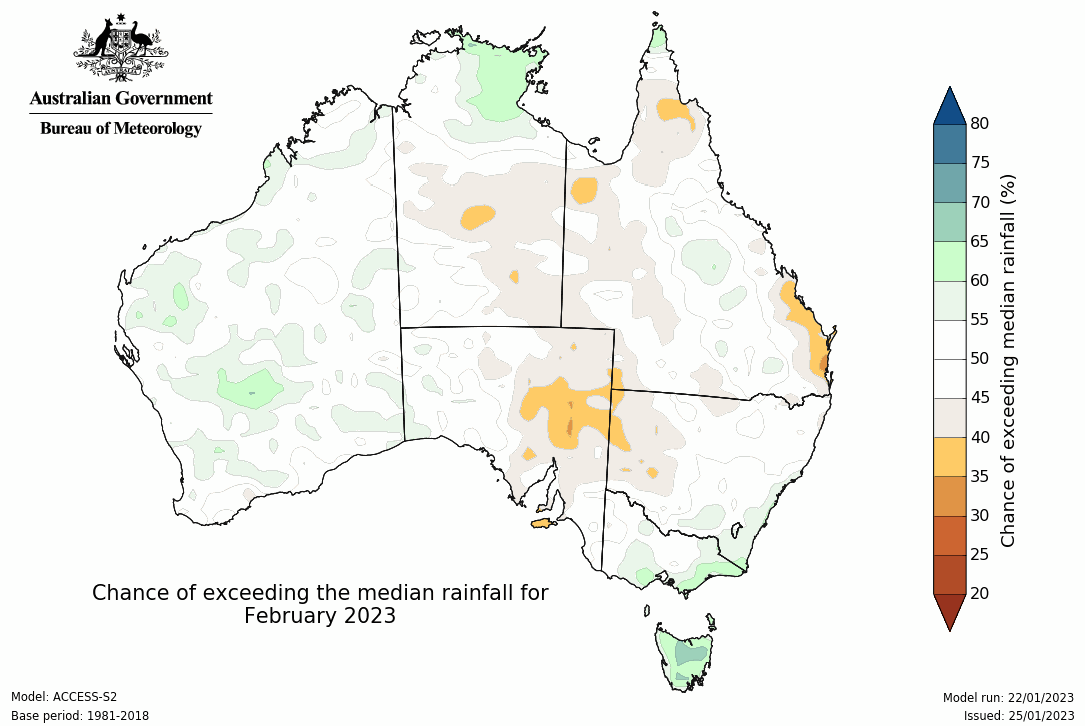 Australian Government
Bureau of Meteorology
80
75
70
65
60
55
50
45
40
35
30
25
20
Chance of exceeding median rainfall (%)
Chance of exceeding the median rainfall for
February 2023
Model: ACCESS-S2
Base period: 1981-2018
Model run: 22/01/2023
Issued: 25/01/2023